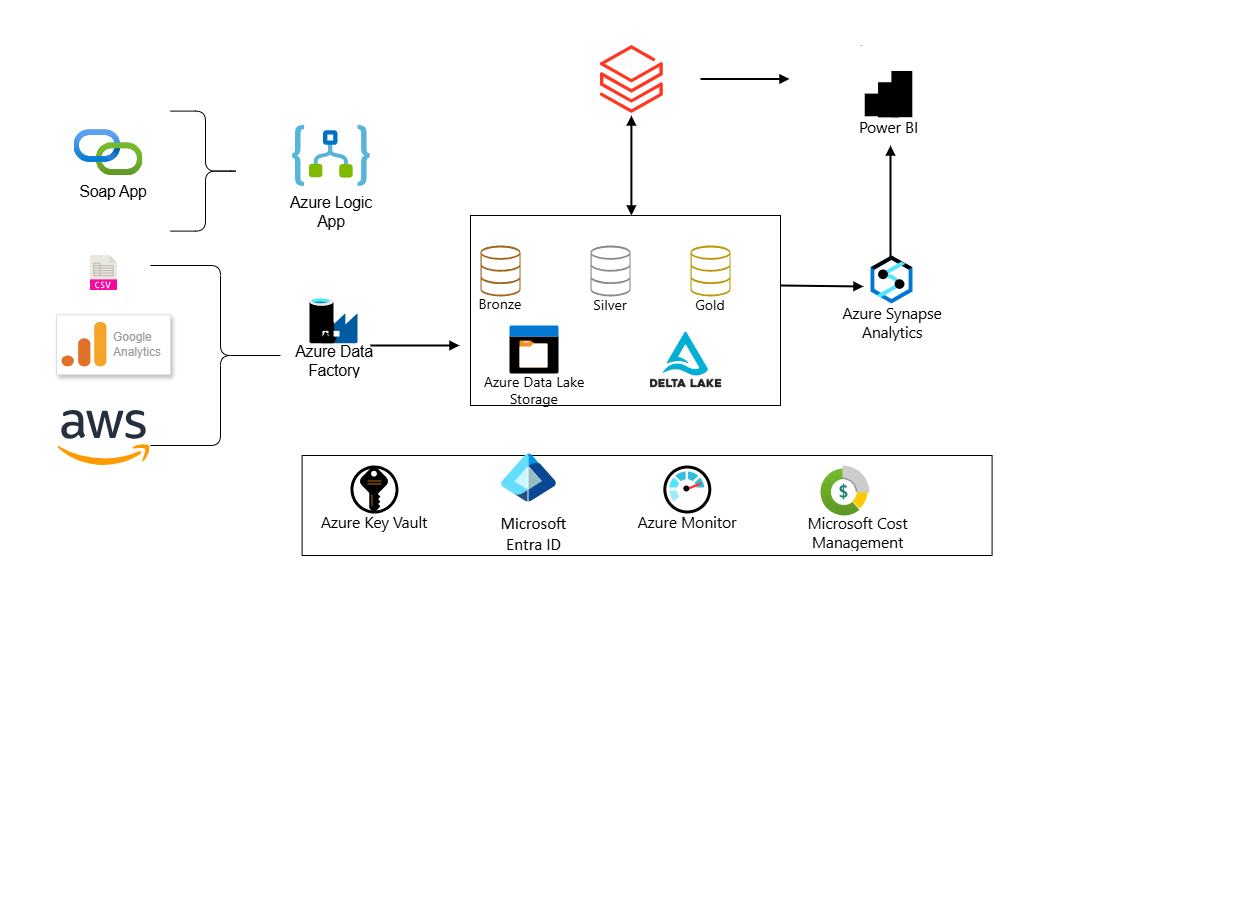 Power BI
Soap App
Azure Logic
App
CSV
Google
Analytics
aws
Azure Data
Factory
Bronze
Silver
Gold
Azure Data Lake
Storage
DELTA LAKE
Azure Synapse
Analytics
Azure Key Vault
Microsoft
Entra ID
Azure Monitor
$
Microsoft Cost
Management